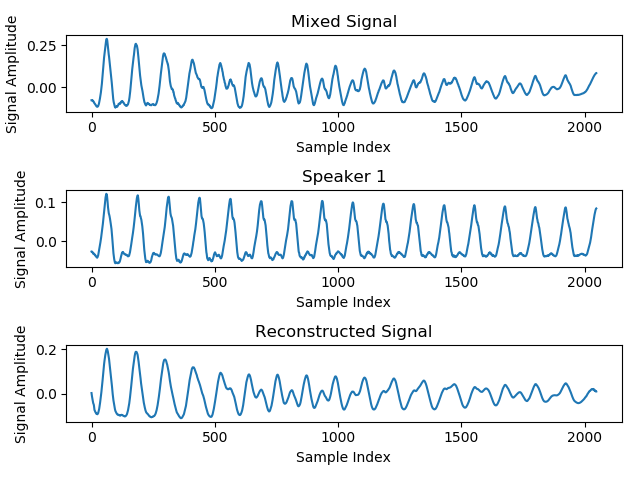 Mixed Signal
Signal Amplitude
0.25
0.00
0
500
1000
1500
2000
Sample Index
Speaker 1
Signal Amplitude
0.1
0.0
0
500
1000
1500
2000
Sample Index
Reconstructed Signal
Signal Amplitude
0.2
0.0
0
500
1000
1500
2000
Sample Index